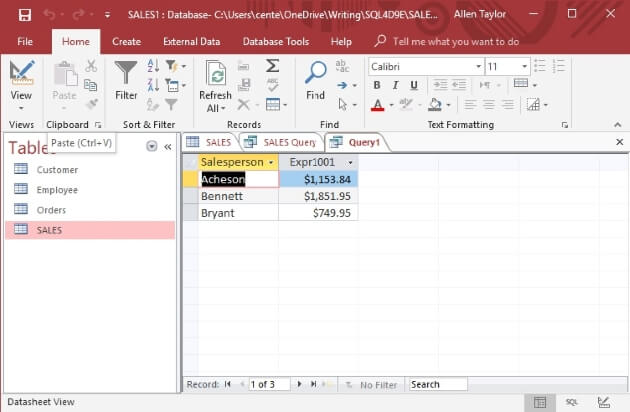 SALES1 : Database- C:\Users\cente\OneDrive\Writing\SQL4D9E\SALE... Allen Taylor
File Home Create External Data Database Tools Help Tell me what you want to do
View Paste Filter Refresh All Find Calibri 11
B I U A
Views Clipboard Sort & Filter Records Find Text Formatting
Paste (Ctrl+V)
Tables
Customer
Employee
Orders
SALES
SALES SALES Query Query1
Salesperson Expr1001
Acheson $1,153.84
Bennett $1,851.95
Bryant $749.95
Record: 1 of 3 No Filter Search
Datasheet View SQL